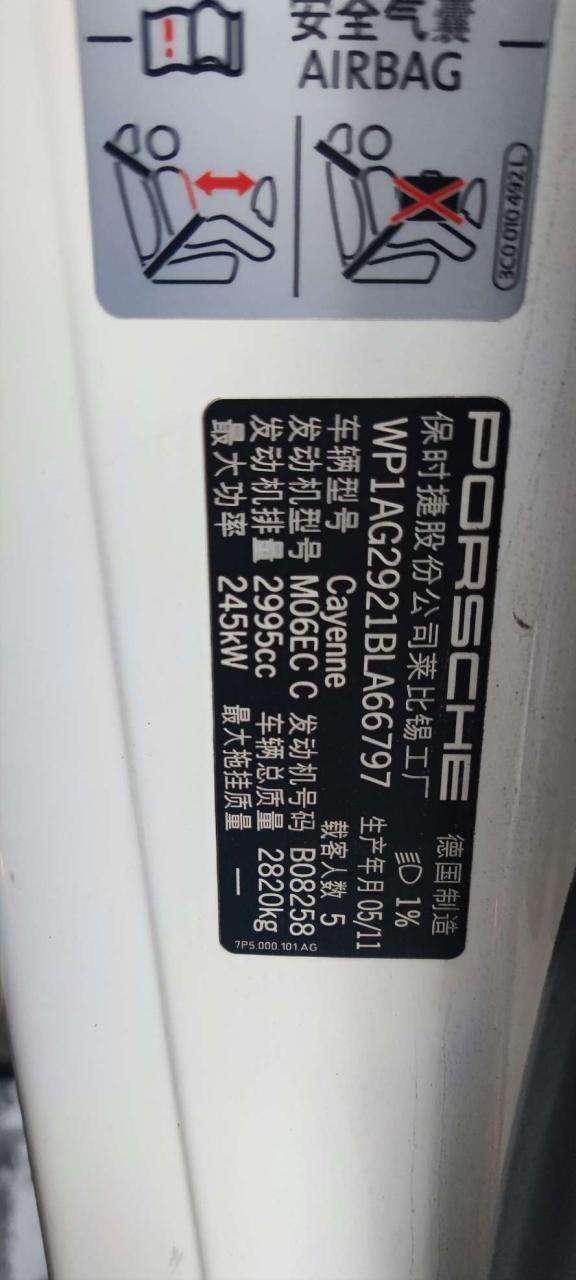 安全气囊
AIRBAG
3C0 010 492 L
PORSCHE
德国制造
保时捷股份公司莱比锡工厂
1%
WP1AG2921BLA66797
生产年月 05/11
车辆型号 Cayenne 载客人数 5
发动机型号 M06EC C 发动机号码 B08258
发动机排量 2995cc 车辆总质量 2820kg
最大功率 245kW 最大拖挂质量 —
7P5.000.101 AG